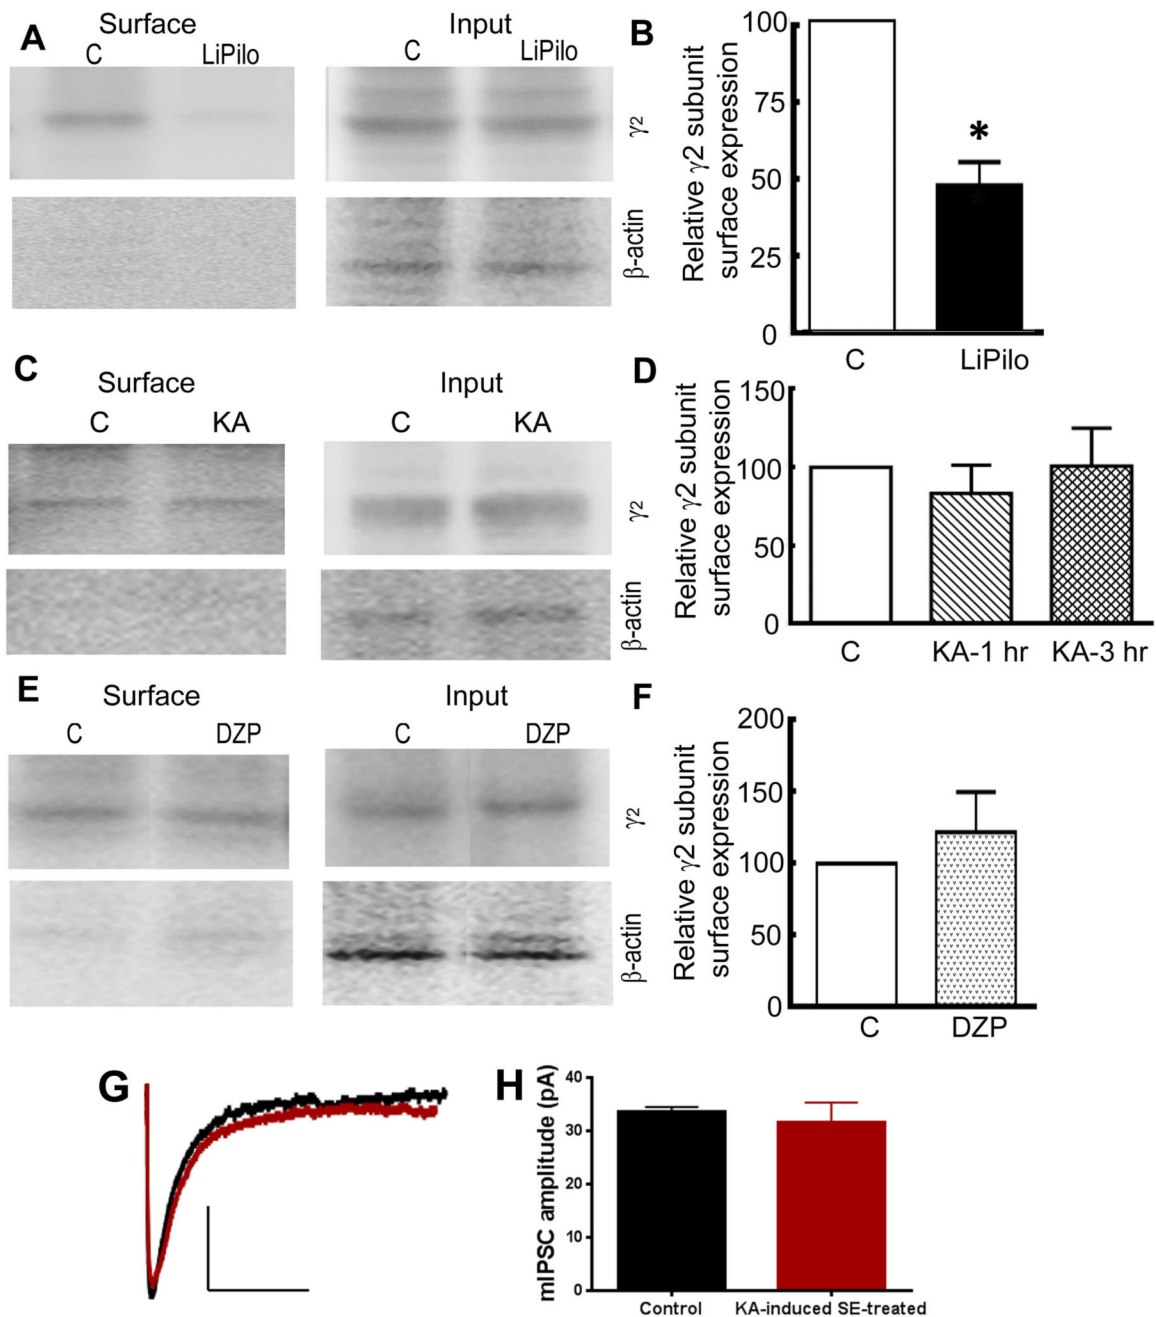 A
Surface
Input
C LiPilo
C LiPilo
γ2
β-actin
B
Relative γ2 subunit
surface expression
100
75
50
25
0
*
*
C LiPilo
C
Surface
Input
C KA
C KA
γ2
β-actin
D
Relative γ2 subunit
surface expression
150
100
50
0
C KA-1 hr KA-3 hr
E
Surface
Input
C DZP
C DZP
γ2
β-actin
F
Relative γ2 subunit
surface expression
200
150
100
50
0
C DZP
G
H
mIPSC amplitude (pA)
40
30
20
10
0
Control KA-induced SE-treated